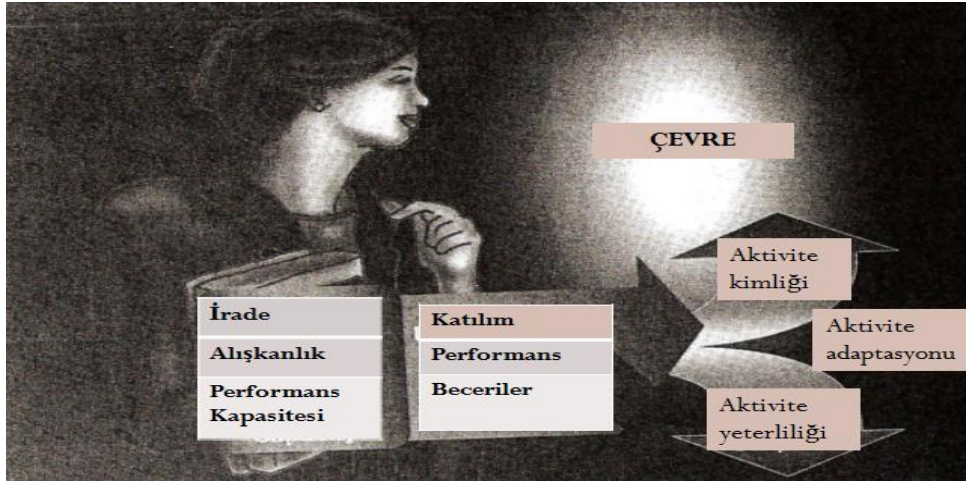 ÇEVRE
Aktivite
kimliği
İrade
Katılım
Aktivite
adaptasyonu
Alışkanlık
Performans
Performans
Kapasitesi
Beceriler
Aktivite
yeterliliği